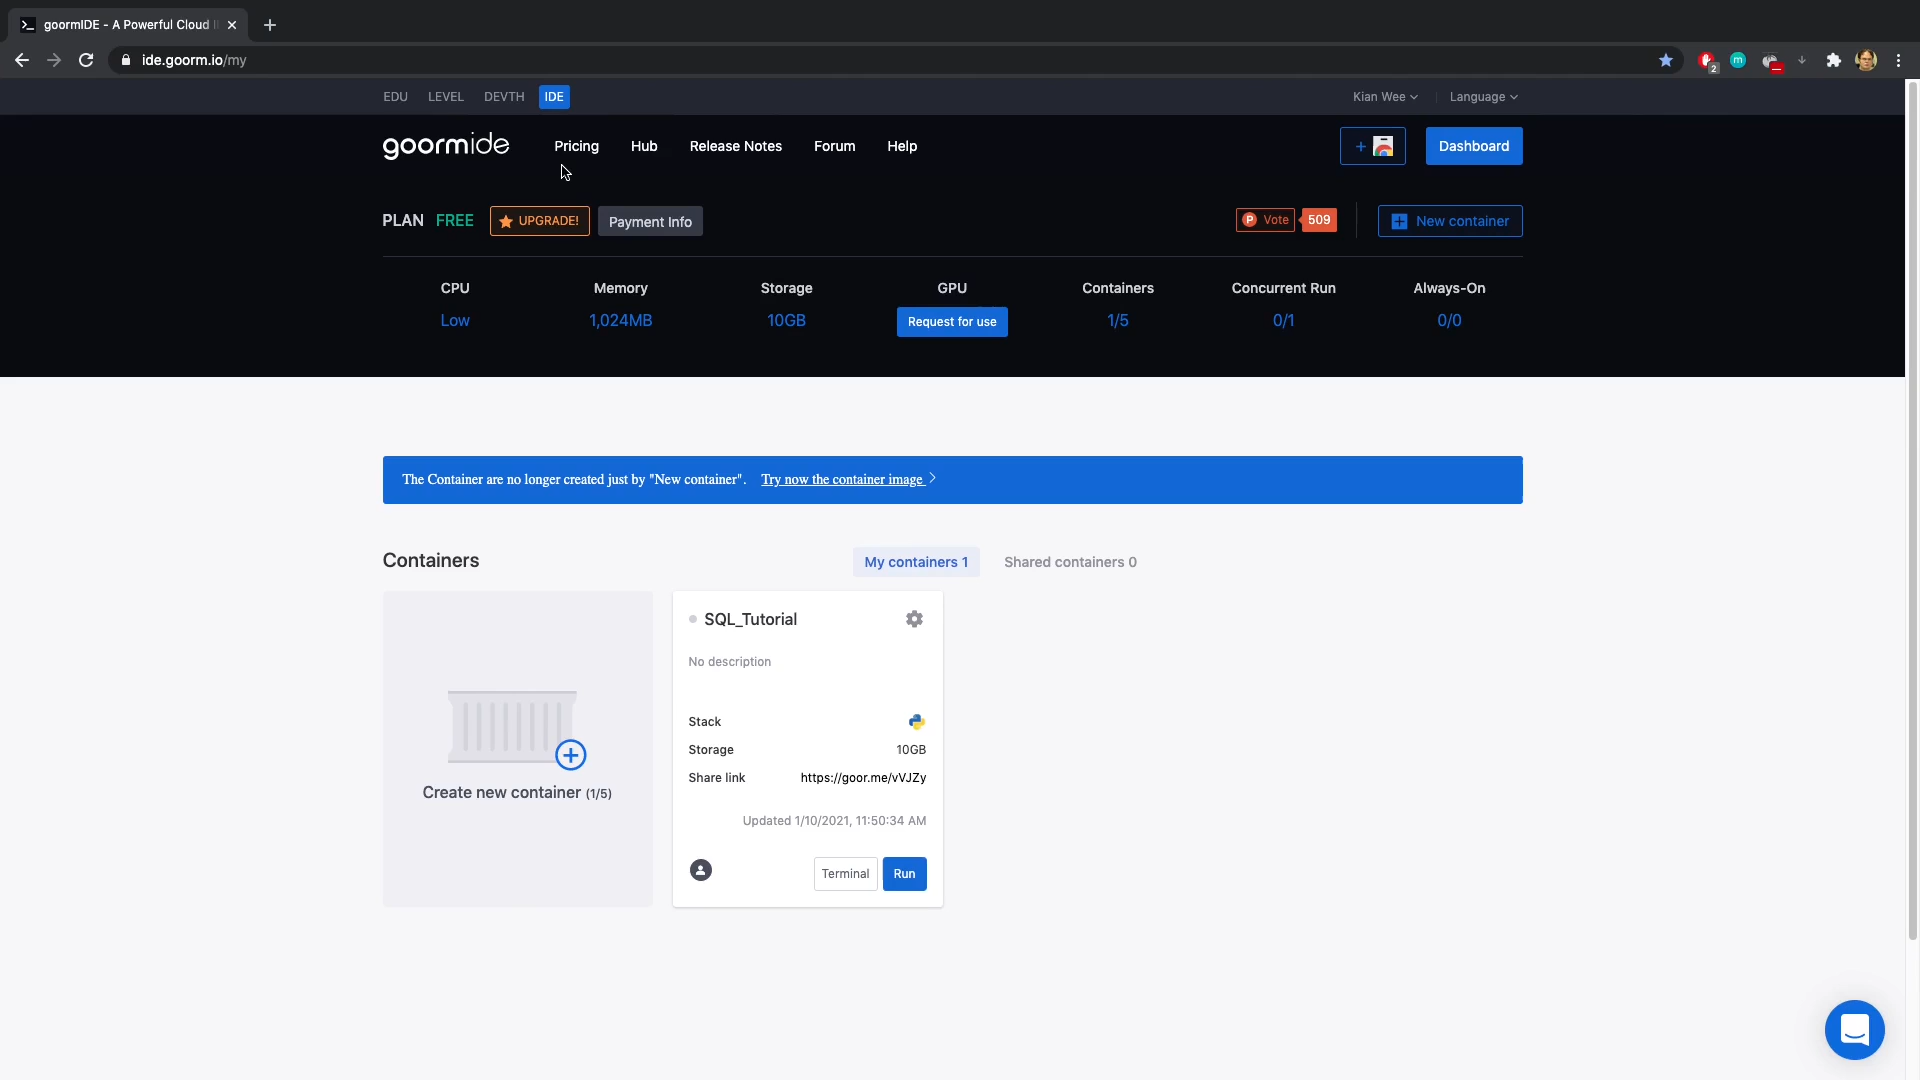 goormIDE - A Powerful Cloud I
ide.goorm.io/my
2
m
EDU LEVEL DEVTH IDE Kian Wee Language
goormide Pricing Hub Release Notes Forum Help + Dashboard
PLAN FREE UPGRADE! Payment Info P Vote 509 New container
CPU Memory Storage GPU Containers Concurrent Run Always-On
Low 1,024MB 10GB Request for use 1/5 0/1 0/0
The Container are no longer created just by "New container". Try now the container image
Containers My containers 1 Shared containers 0
Create new container (1/5)
SQL_Tutorial
No description
Stack
Storage 10GB
Share link https://goor.me/vVJZy
Updated 1/10/2021, 11:50:34 AM
Terminal Run